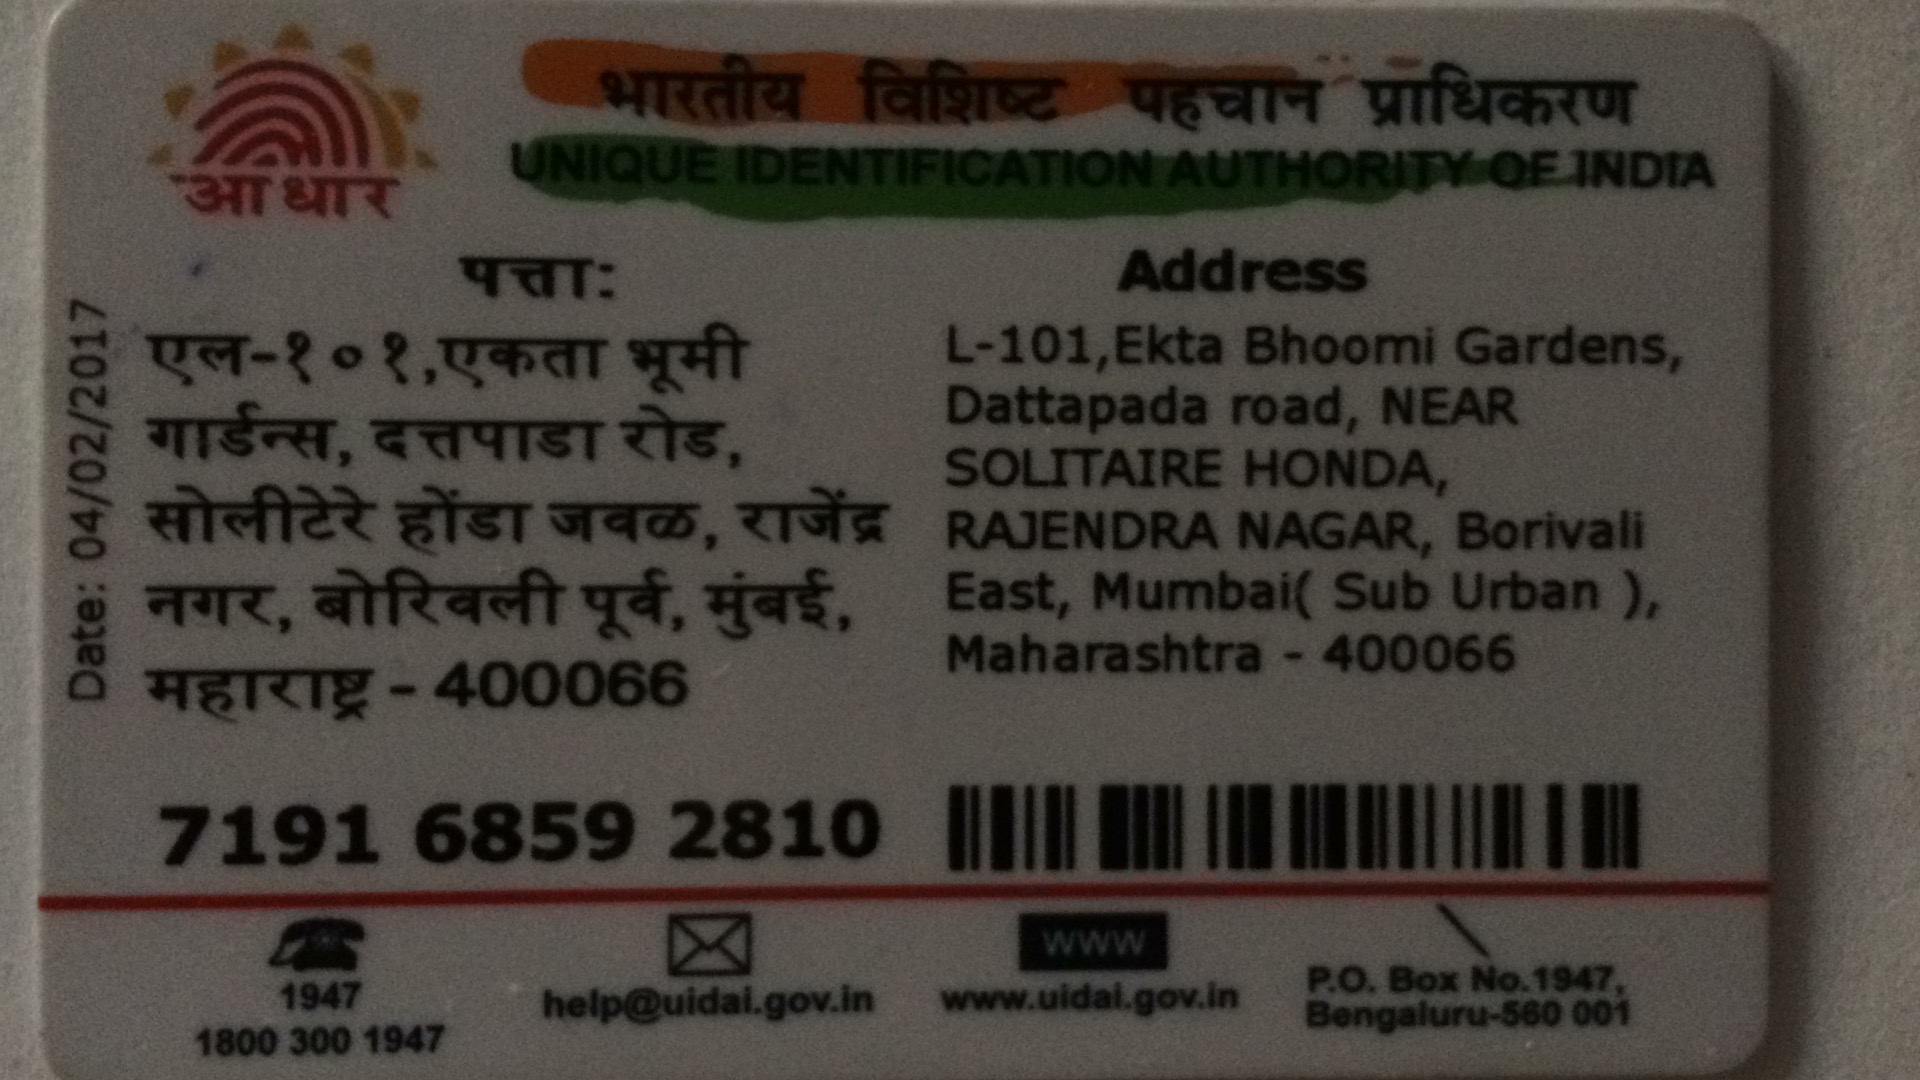 आधार
भारतीय विशिष्ट पहचान प्राधिकरण
UNIQUE IDENTIFICATION AUTHORITY OF INDIA
Date: 04/02/2017
पत्ता:
एल-१०१,एकता भूमी
गार्डन्स, दत्तपाडा रोड,
सोलीटेरे होंडा जवळ, राजेंद्र
नगर, बोरिवली पूर्व, मुंबई,
महाराष्ट्र - 400066
Address
L-101,Ekta Bhoomi Gardens,
Dattapada road, NEAR
SOLITAIRE HONDA,
RAJENDRA NAGAR, Borivali
East, Mumbai( Sub Urban ),
Maharashtra - 400066
7191 6859 2810
1947
1800 300 1947
help@uidai.gov.in
www
www.uidai.gov.in
P.O. Box No.1947,
Bengaluru-560 001